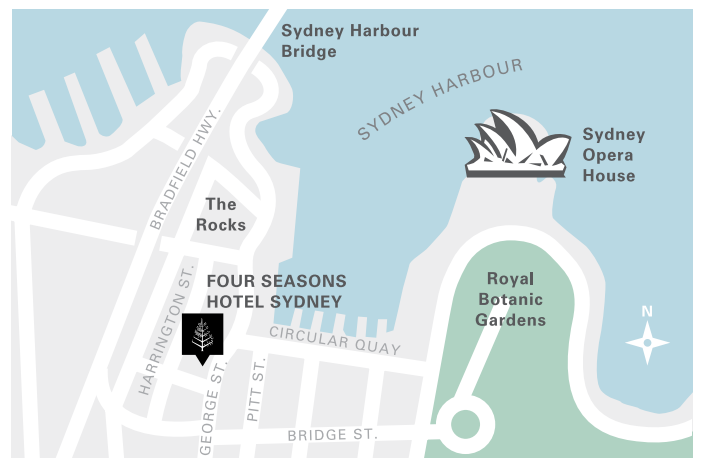 Sydney Harbour
Bridge
SYDNEY HARBOUR
BRADFIELD HWY.
Sydney
Opera
House
The
Rocks
FOUR SEASONS
HOTEL SYDNEY
Royal
Botanic
Gardens
N
HARRINGTON ST.
CIRCULAR QUAY
GEORGE ST.
PITT ST.
BRIDGE ST.